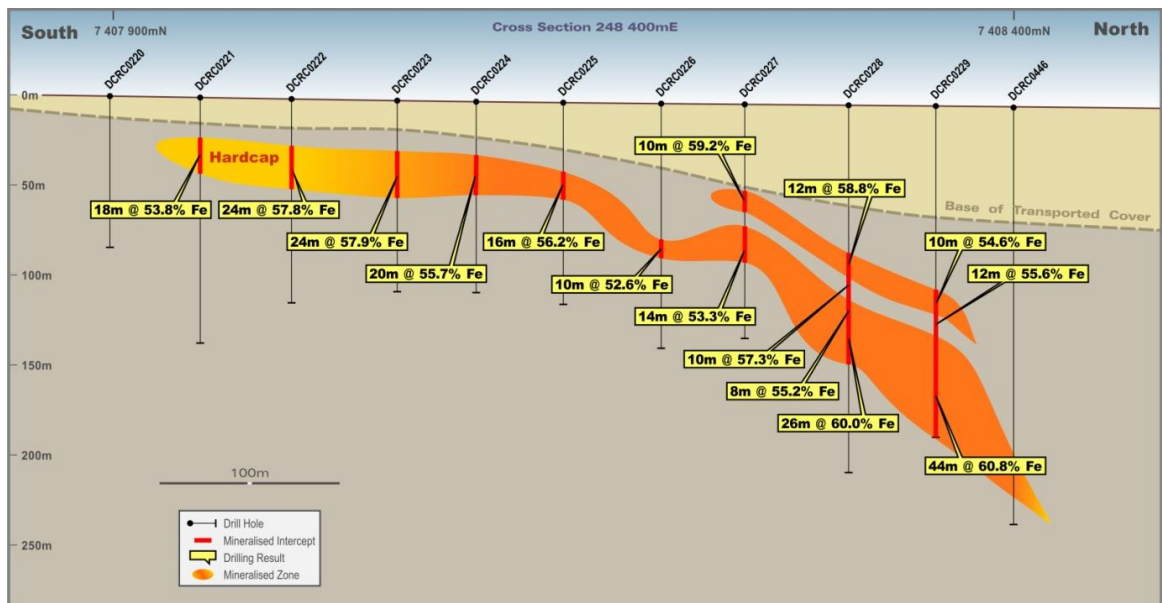 South
7 407 900mN
Cross Section 248 400mE
7 408 400mN
North
DCRC0220
DCRC0221
DCRC0222
DCRC0223
DCRC0224
DCRC0225
DCRC0226
DCRC0227
DCRC0228
DCRC0229
DCRC0446
0m
50m
100m
150m
200m
250m
Hardcap
18m @ 53.8% Fe
24m @ 57.8% Fe
24m @ 57.9% Fe
20m @ 55.7% Fe
16m @ 56.2% Fe
10m @ 52.6% Fe
10m @ 59.2% Fe
14m @ 53.3% Fe
12m @ 58.8% Fe
10m @ 57.3% Fe
8m @ 55.2% Fe
26m @ 60.0% Fe
Base of Transported Cover
10m @ 54.6% Fe
12m @ 55.6% Fe
44m @ 60.8% Fe
100m
Drill Hole
Mineralised Intercept
Drilling Result
Mineralised Zone